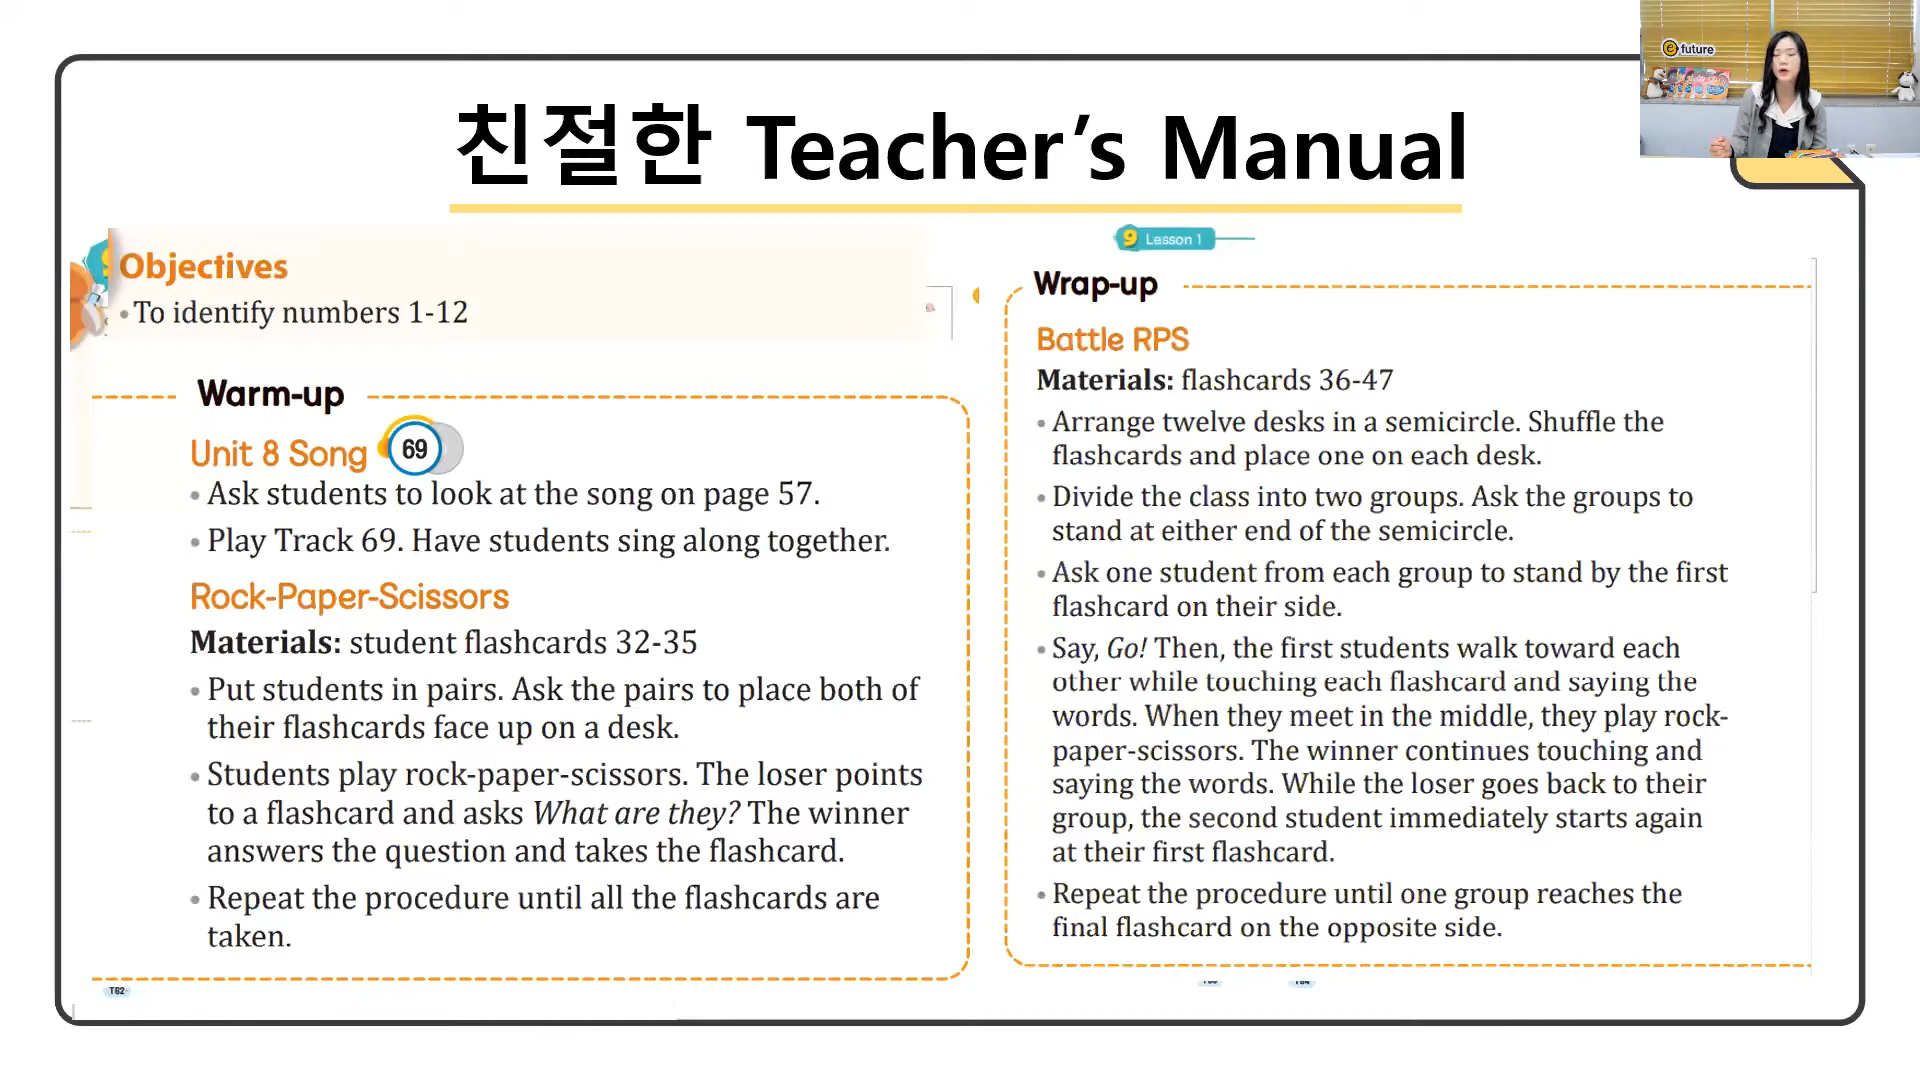 e future
친절한 Teacher's Manual
Objectives
•To identify numbers 1-12
Warm-up
Unit 8 Song 69
• Ask students to look at the song on page 57.
• Play Track 69. Have students sing along together.
Rock-Paper-Scissors
Materials: student flashcards 32-35
• Put students in pairs. Ask the pairs to place both of
their flashcards face up on a desk.
• Students play rock-paper-scissors. The loser points
to a flashcard and asks What are they? The winner
answers the question and takes the flashcard.
• Repeat the procedure until all the flashcards are
taken.
T62
9 Lesson 1
Wrap-up
Battle RPS
Materials: flashcards 36-47
• Arrange twelve desks in a semicircle. Shuffle the
flashcards and place one on each desk.
• Divide the class into two groups. Ask the groups to
stand at either end of the semicircle.
• Ask one student from each group to stand by the first
flashcard on their side.
• Say, Go! Then, the first students walk toward each
other while touching each flashcard and saying the
words. When they meet in the middle, they play rock-
paper-scissors. The winner continues touching and
saying the words. While the loser goes back to their
group, the second student immediately starts again
at their first flashcard.
• Repeat the procedure until one group reaches the
final flashcard on the opposite side.